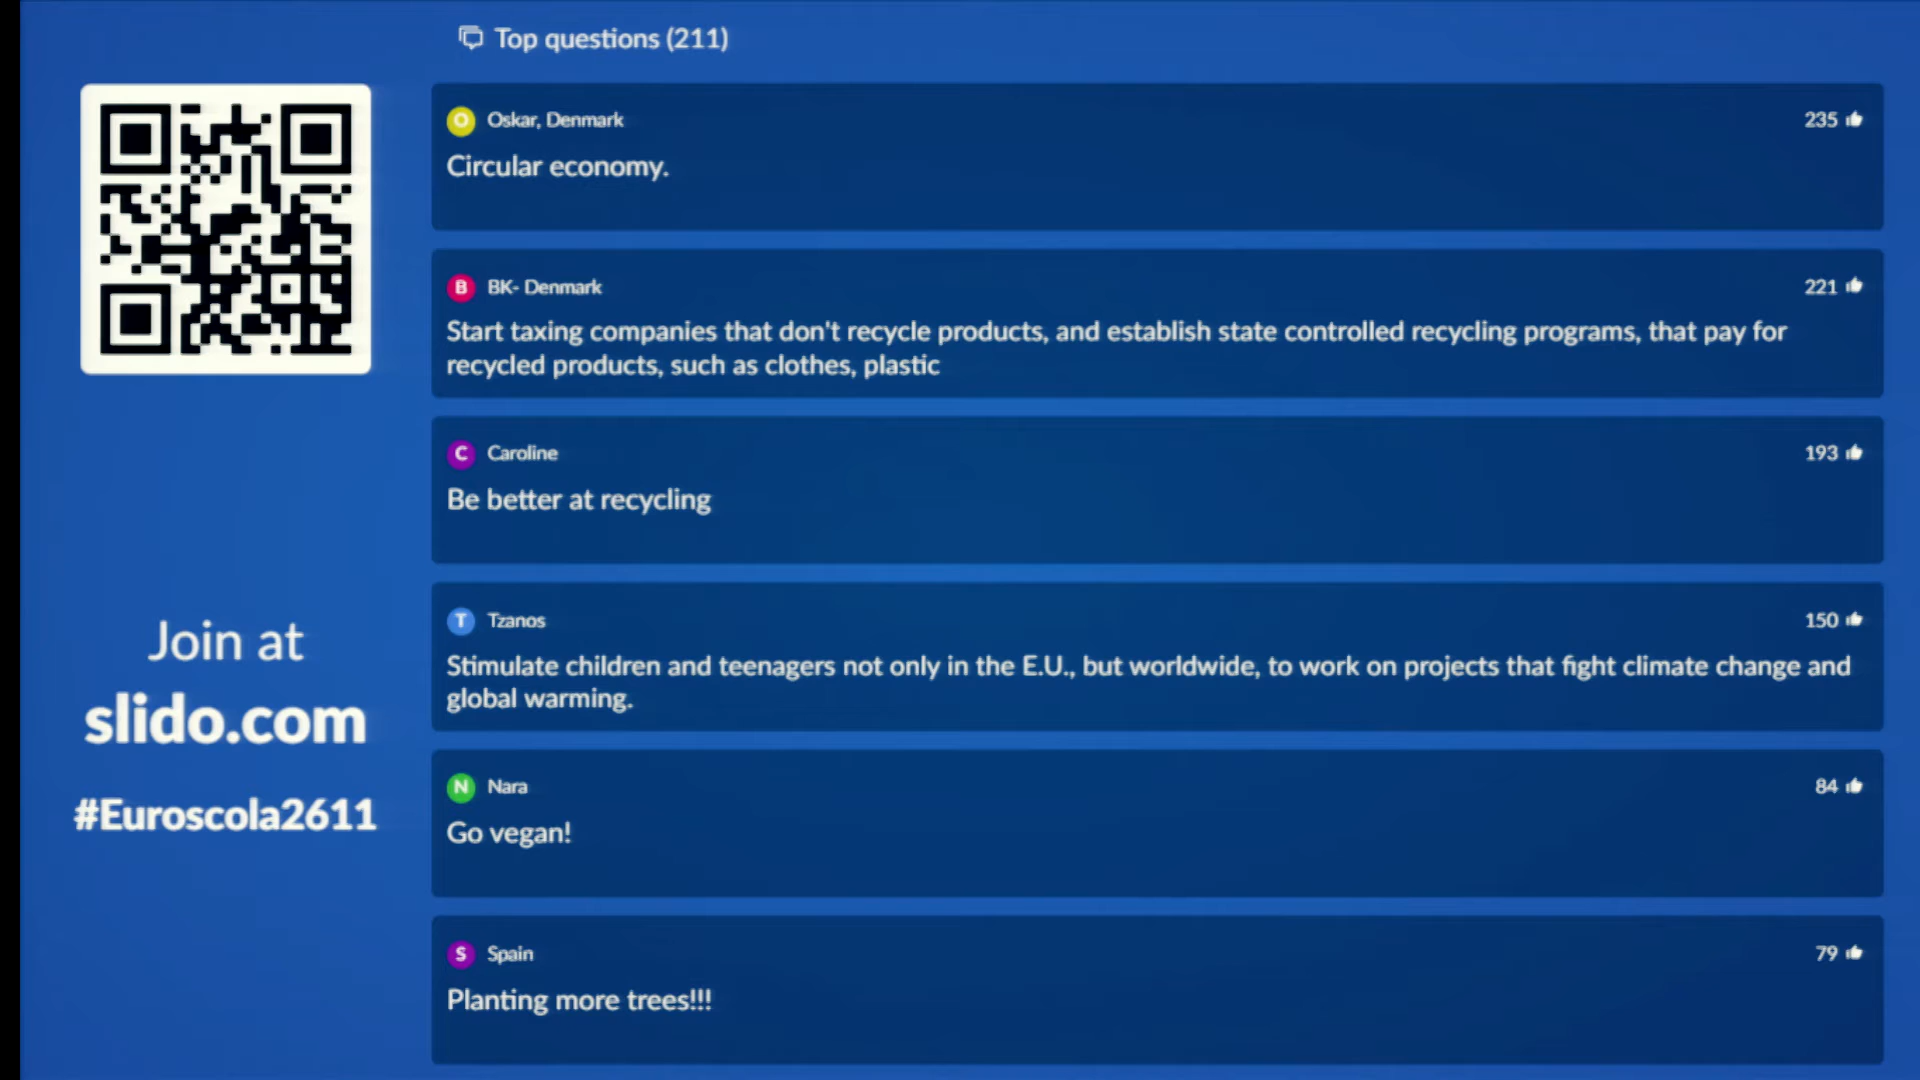 Top questions (211)
O Oskar, Denmark 235
Circular economy.
B BK- Denmark 221
Start taxing companies that don't recycle products, and establish state controlled recycling programs, that pay for
recycled products, such as clothes, plastic
C Caroline 193
Be better at recycling
T Tzanos 150
Stimulate children and teenagers not only in the E.U., but worldwide, to work on projects that fight climate change and
global warming.
N Nara 84
Go vegan!
S Spain 79
Planting more trees!!!
Join at
slido.com
#Euroscola2611